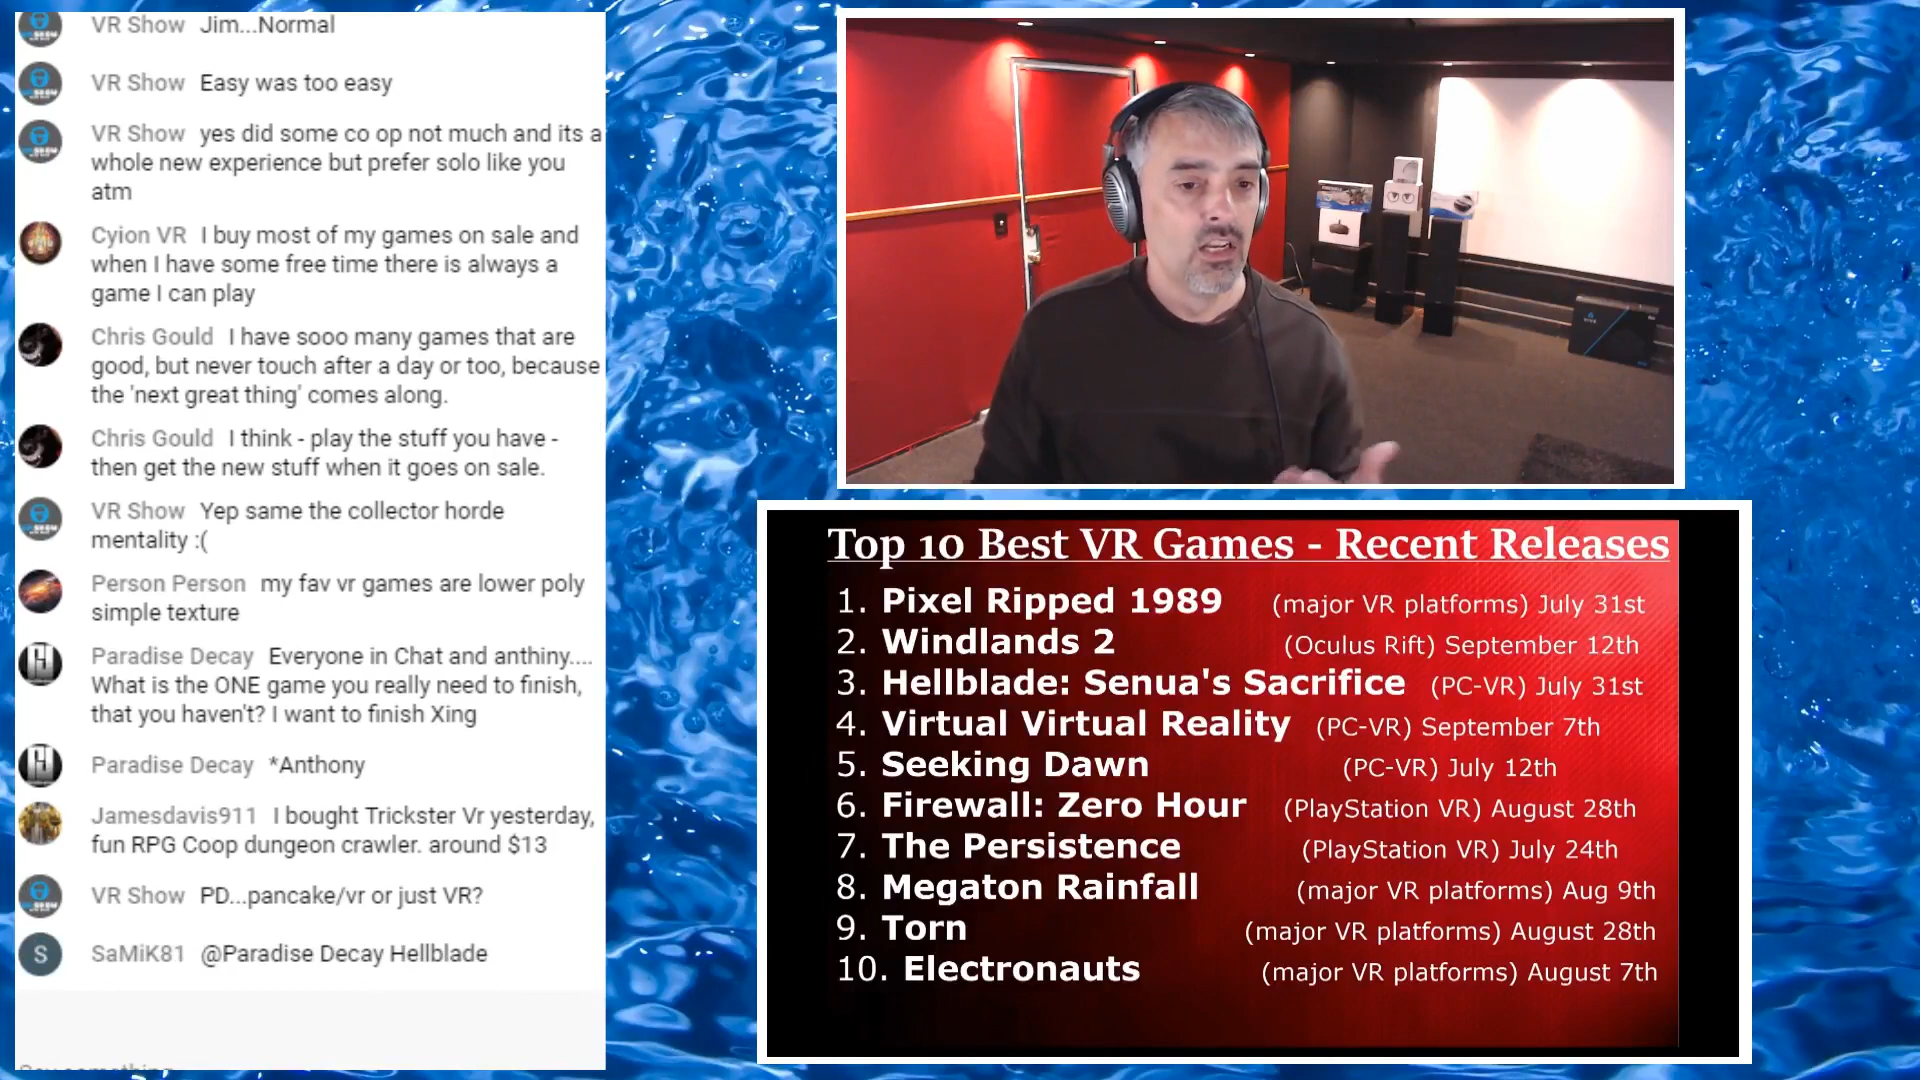 VR Show Jim...Normal
VR Show Easy was too easy
VR Show yes did some co op not much and its a
whole new experience but prefer solo like you
atm
Cyion VR I buy most of my games on sale and
when I have some free time there is always a
game I can play
Chris Gould I have sooo many games that are
good, but never touch after a day or too, because
the 'next great thing' comes along.
Chris Gould I think - play the stuff you have -
then get the new stuff when it goes on sale.
VR Show Yep same the collector horde
mentality :(
Person Person my fav vr games are lower poly
simple texture
Paradise Decay Everyone in Chat and anthiny....
What is the ONE game you really need to finish,
that you haven't? I want to finish Xing
Paradise Decay *Anthony
Jamesdavis911 I bought Trickster Vr yesterday,
fun RPG Coop dungeon crawler. around $13
VR Show PD...pancake/vr or just VR?
S SaMiK81 @Paradise Decay Hellblade
Top 10 Best VR Games - Recent Releases
1. Pixel Ripped 1989 (major VR platforms) July 31st
2. Windlands 2 (Oculus Rift) September 12th
3. Hellblade: Senua's Sacrifice (PC-VR) July 31st
4. Virtual Virtual Reality (PC-VR) September 7th
5. Seeking Dawn (PC-VR) July 12th
6. Firewall: Zero Hour (PlayStation VR) August 28th
7. The Persistence (PlayStation VR) July 24th
8. Megaton Rainfall (major VR platforms) Aug 9th
9. Torn (major VR platforms) August 28th
10. Electronauts (major VR platforms) August 7th